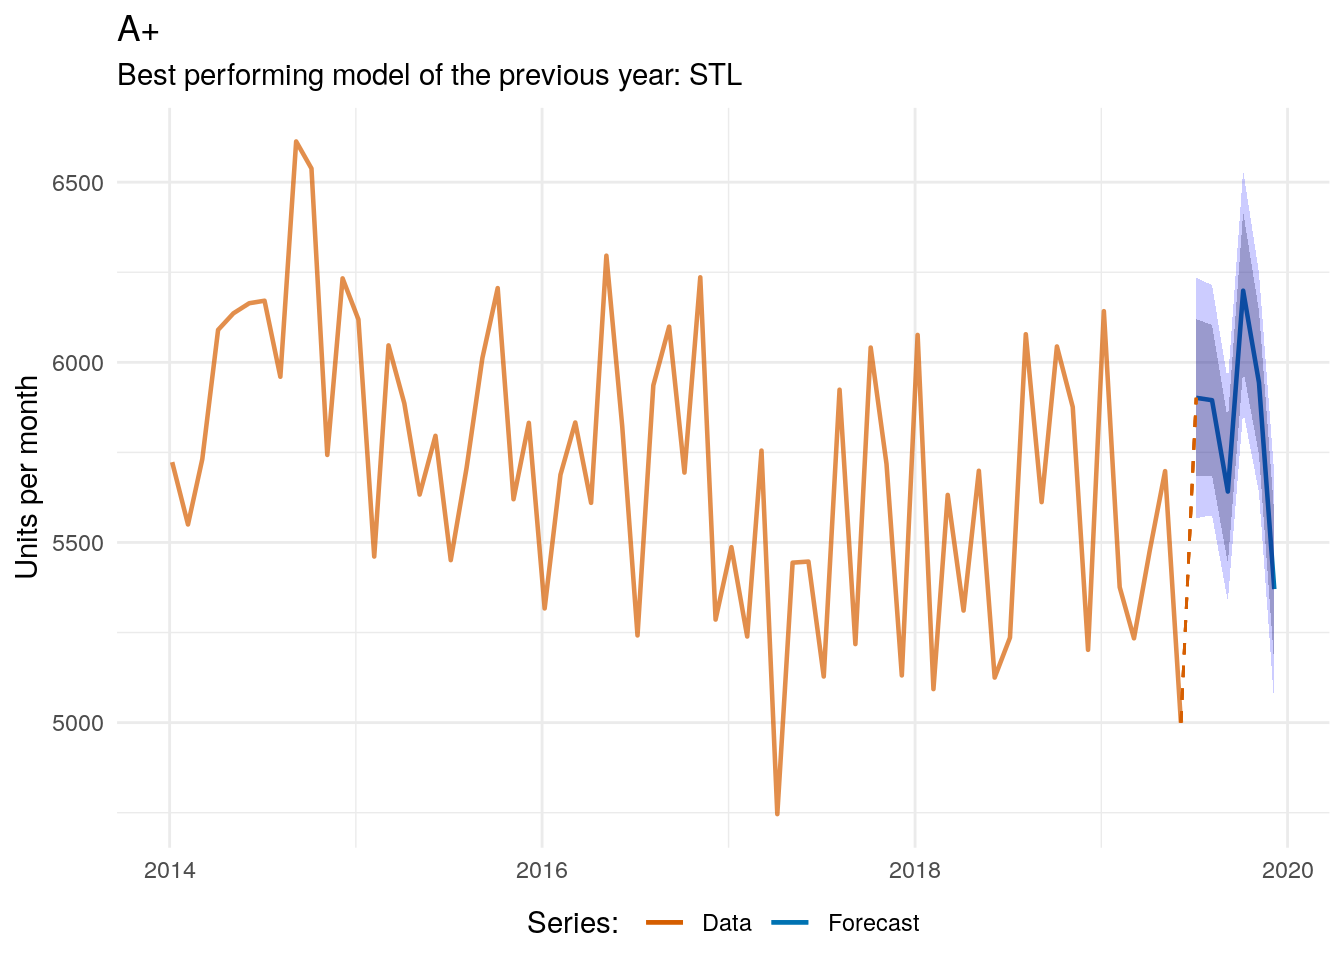 A+
Best performing model of the previous year: STL
Units per month
6500
6000
5500
5000
2014 2016 2018 2020
Series: Data Forecast